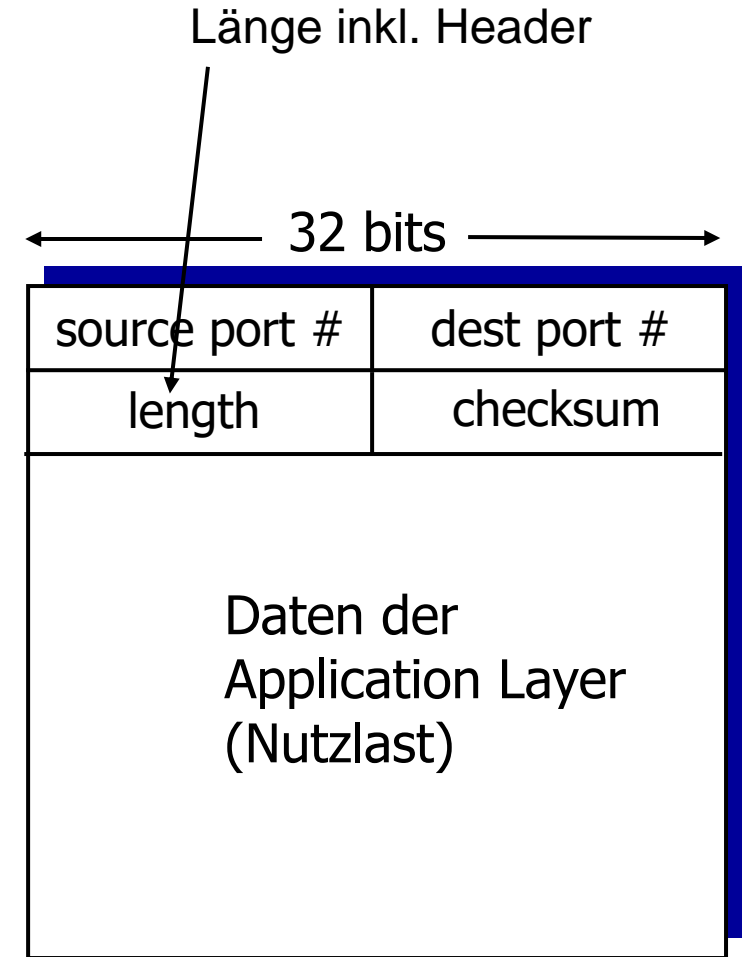 Länge inkl. Header
32 bits
source port # dest port #
length checksum
Daten der
Application Layer
(Nutzlast)